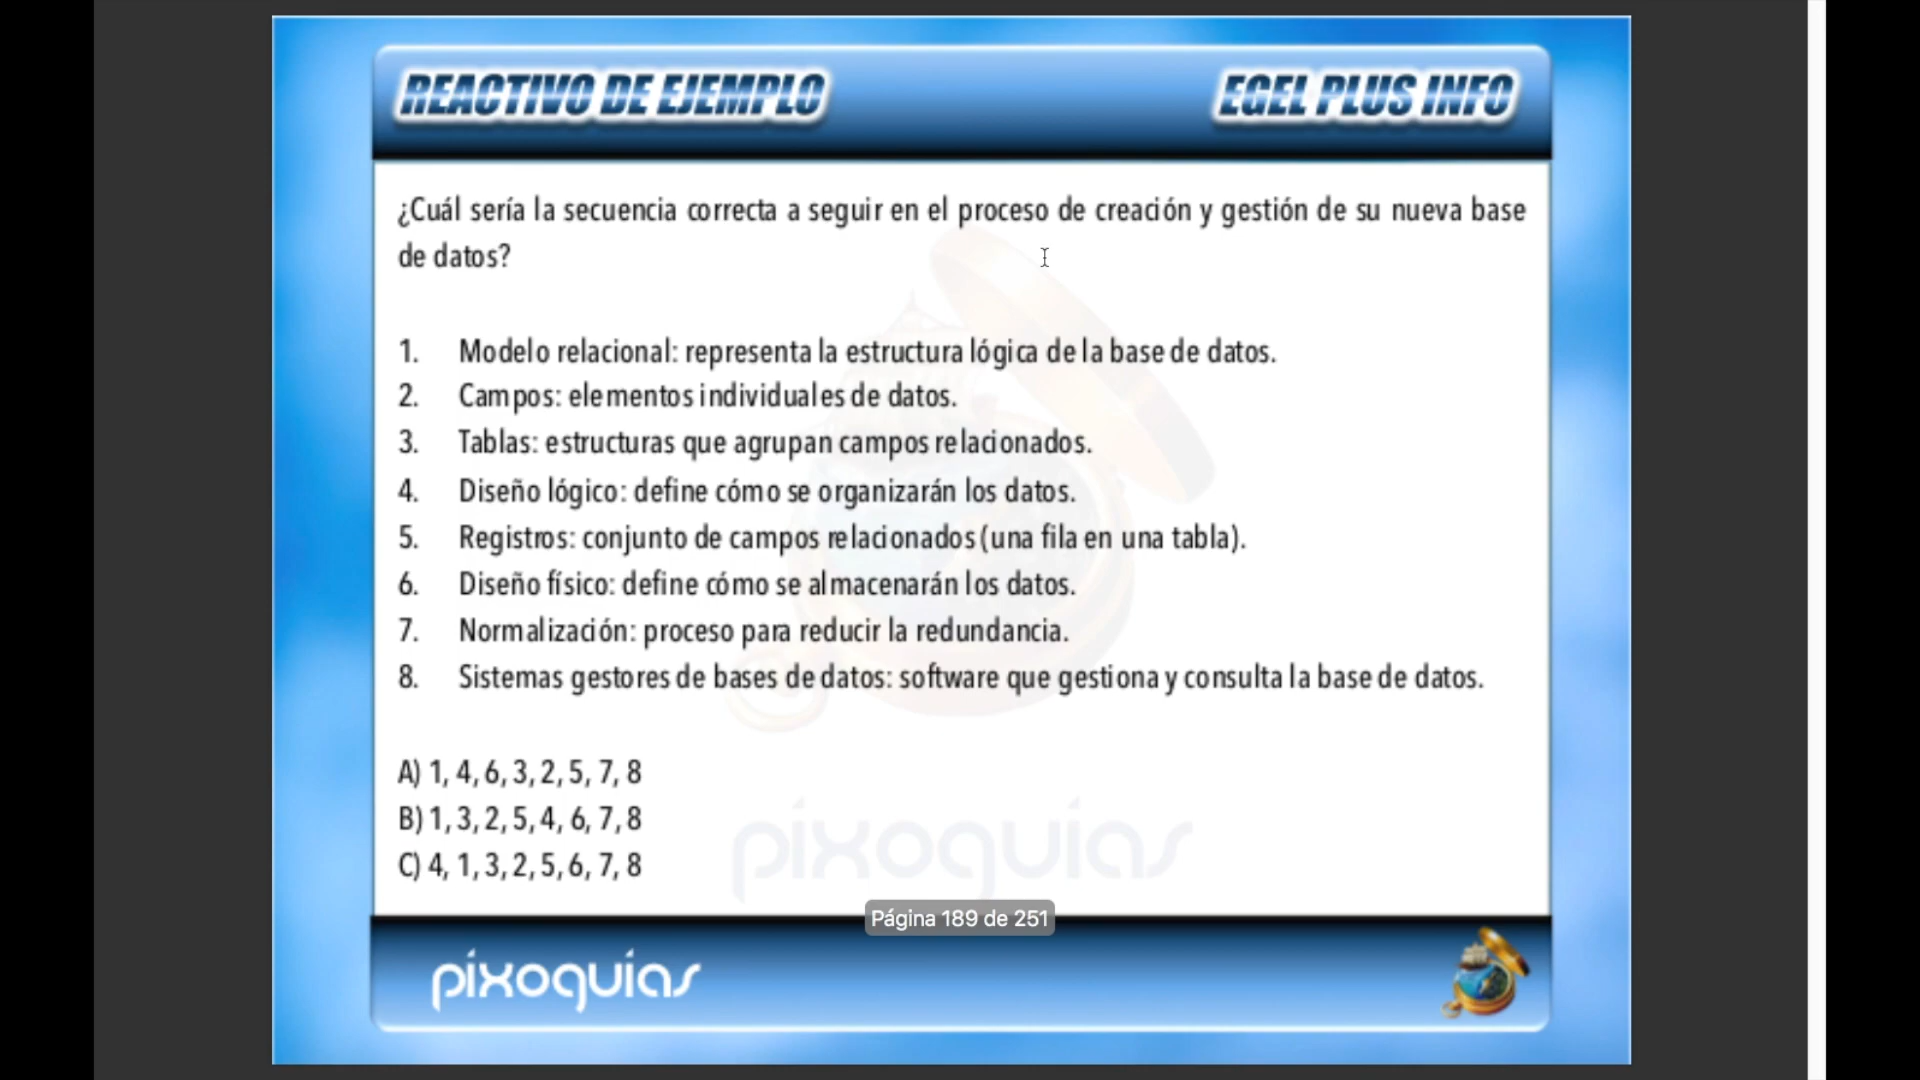 REACTIVO DE EJEMPLO
EGEL PLUS INFO
¿Cuál sería la secuencia correcta a seguir en el proceso de creación y gestión de su nueva base
de datos?
1. Modelo relacional: representa la estructura lógica de la base de datos.
2. Campos: elementos individuales de datos.
3. Tablas: estructuras que agrupan campos relacionados.
4. Diseño lógico: define cómo se organizarán los datos.
5. Registros: conjunto de campos relacionados (una fila en una tabla).
6. Diseño físico: define cómo se almacenarán los datos.
7. Normalización: proceso para reducir la redundancia.
8. Sistemas gestores de bases de datos: software que gestiona y consulta la base de datos.
A) 1, 4, 6, 3, 2, 5, 7, 8
B) 1, 3, 2, 5, 4, 6, 7, 8
C) 4, 1, 3, 2, 5, 6, 7, 8
pixoguías
Página 189 de 251
pixoguías